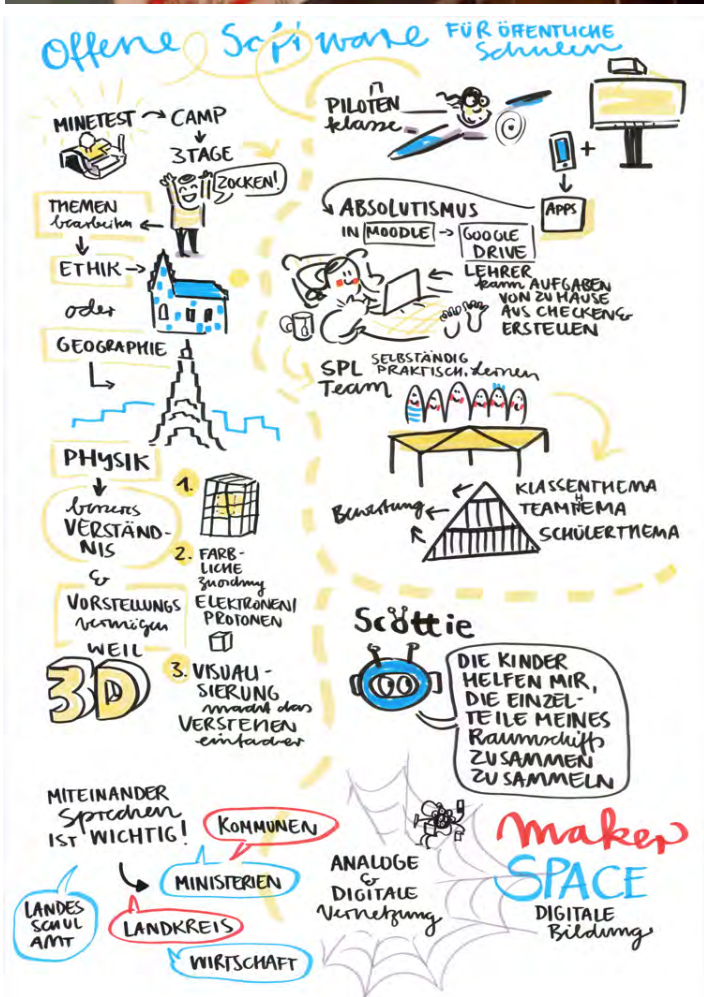 Offene Software FÜR ÖFFENTLICHE
Schulen
MINETEST → CAMP
3TAGE
ZOCKEN!
THEMEN
bearbeiten
ETHIK
oder
GEOGRAPHIE
PHYSIK
besseres
VERSTÄND-
NIS
&
VORSTELLUNGS
vermögen
WEIL
3D
1.
2. FARB-
LICHE
Zuordnung
ELEKTRONEN/
PROTONEN
3. VISUALI-
SIERUNG
macht das
VERSTEHEN
einfacher
PILOTEN
klasse
+
APPS
ABSOLUTISMUS
IN MOODLE → GOOGLE
DRIVE
LEHRER
kann AUFGABEN
VON ZU HAUSE
AUS CHECKEN &
ERSTELLEN
SPL SELBSTÄNDIG
PRAKTISCH. Lernen
Team
Bewertung
KLASSENTHEMA
TEAMTHEMA
SCHÜLERTHEMA
Scottie
DIE KINDER
HELFEN MIR,
DIE EINZEL-
TEILE MEINES
Raumschiffs
ZUSAMMEN
ZU SAMMELN
MITEINANDER
Sprechen
IST WICHTIG!
KOMMUNEN
MINISTERIEN
LANDES
SCHUL
AMT
LANDKREIS
WIRTSCHAFT
ANALOGE
&
DIGITALE
Vernetzung
maker
SPACE
DIGITALE
Bildung